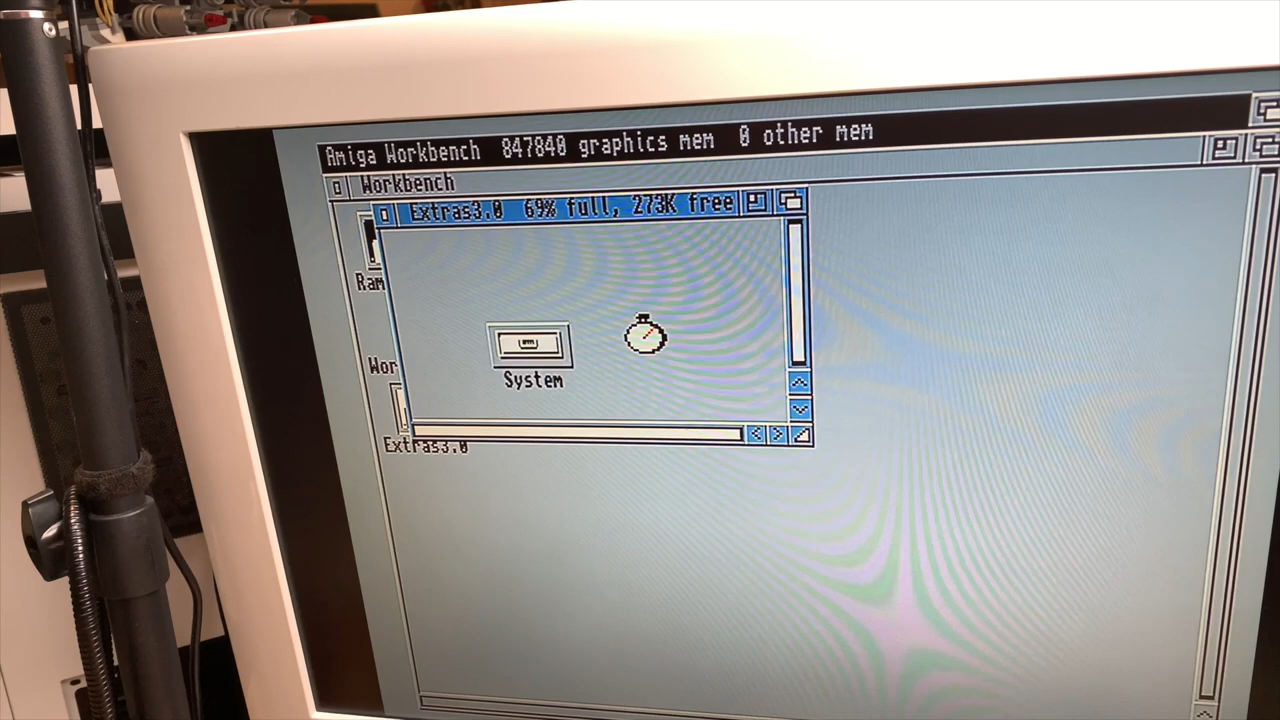 Amiga Workbench 847840 graphics mem 0 other mem
Workbench
Extras3.0 69% full, 273K free
Ram
System
Wor
Extras3.0